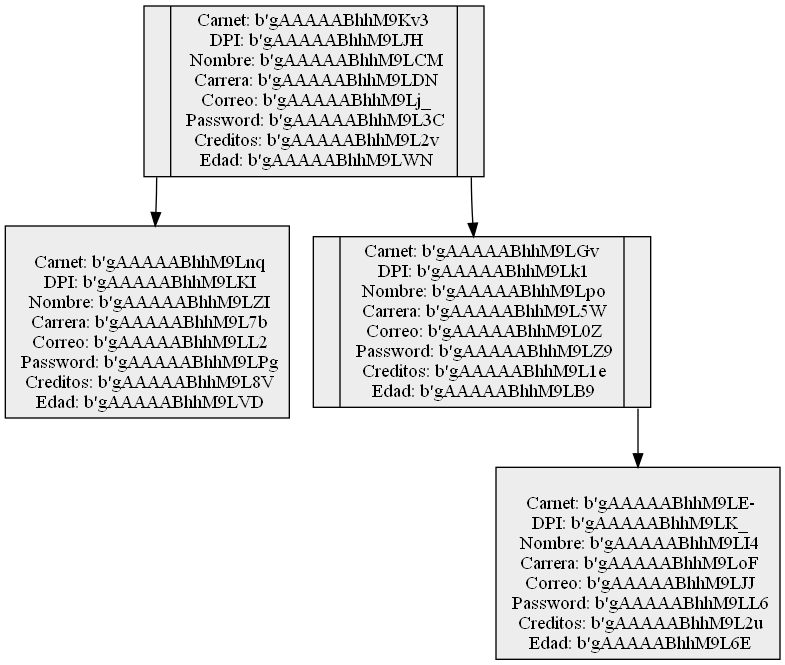 Carnet: b'gAAAAABhhM9Kv3
DPI: b'gAAAAABhhM9LJH
Nombre: b'gAAAAABhhM9LCM
Carrera: b'gAAAAABhhM9LDN
Correo: b'gAAAAABhhM9Lj_
Password: b'gAAAAABhhM9L3C
Creditos: b'gAAAAABhhM9L2v
Edad: b'gAAAAABhhM9LWN
Carnet: b'gAAAAABhhM9Lnq
DPI: b'gAAAAABhhM9LKI
Nombre: b'gAAAAABhhM9LZI
Carrera: b'gAAAAABhhM9L7b
Correo: b'gAAAAABhhM9LL2
Password: b'gAAAAABhhM9LPg
Creditos: b'gAAAAABhhM9L8V
Edad: b'gAAAAABhhM9LVD
Carnet: b'gAAAAABhhM9LGv
DPI: b'gAAAAABhhM9Lk1
Nombre: b'gAAAAABhhM9Lpo
Carrera: b'gAAAAABhhM9L5W
Correo: b'gAAAAABhhM9L0Z
Password: b'gAAAAABhhM9LZ9
Creditos: b'gAAAAABhhM9L1e
Edad: b'gAAAAABhhM9LB9
Carnet: b'gAAAAABhhM9LE-
DPI: b'gAAAAABhhM9LK_
Nombre: b'gAAAAABhhM9LI4
Carrera: b'gAAAAABhhM9LoF
Correo: b'gAAAAABhhM9LJJ
Password: b'gAAAAABhhM9LL6
Creditos: b'gAAAAABhhM9L2u
Edad: b'gAAAAABhhM9L6E